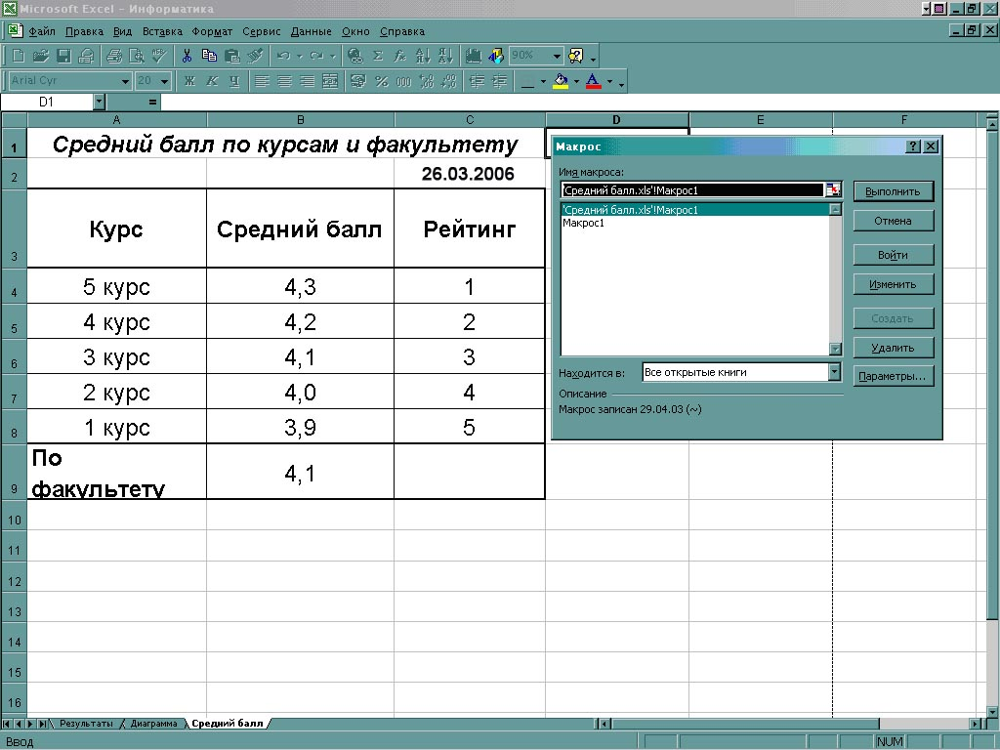 Microsoft Excel - Информатика
Файл Правка Вид Вставка Формат Сервис Данные Окно Справка
90%
Arial Cyr 20 Ж К Ч
D1 =
A B C D E F
1 Средний балл по курсам и факультету
2 26.03.2006
3 Курс Средний балл Рейтинг
4 5 курс 4,3 1
5 4 курс 4,2 2
6 3 курс 4,1 3
7 2 курс 4,0 4
8 1 курс 3,9 5
По
9 факультету 4,1
10
11
12
13
14
15
16
Макрос
Имя макроса:
'Средний балл.xls'!Макрос1
'Средний балл.xls'!Макрос1
Макрос1
Выполнить
Отмена
Войти
Изменить
Создать
Удалить
Параметры...
Находится в: Все открытые книги
Описание
Макрос записан 29.04.03 (~)
Результаты Диаграмма Средний балл
Ввод NUM